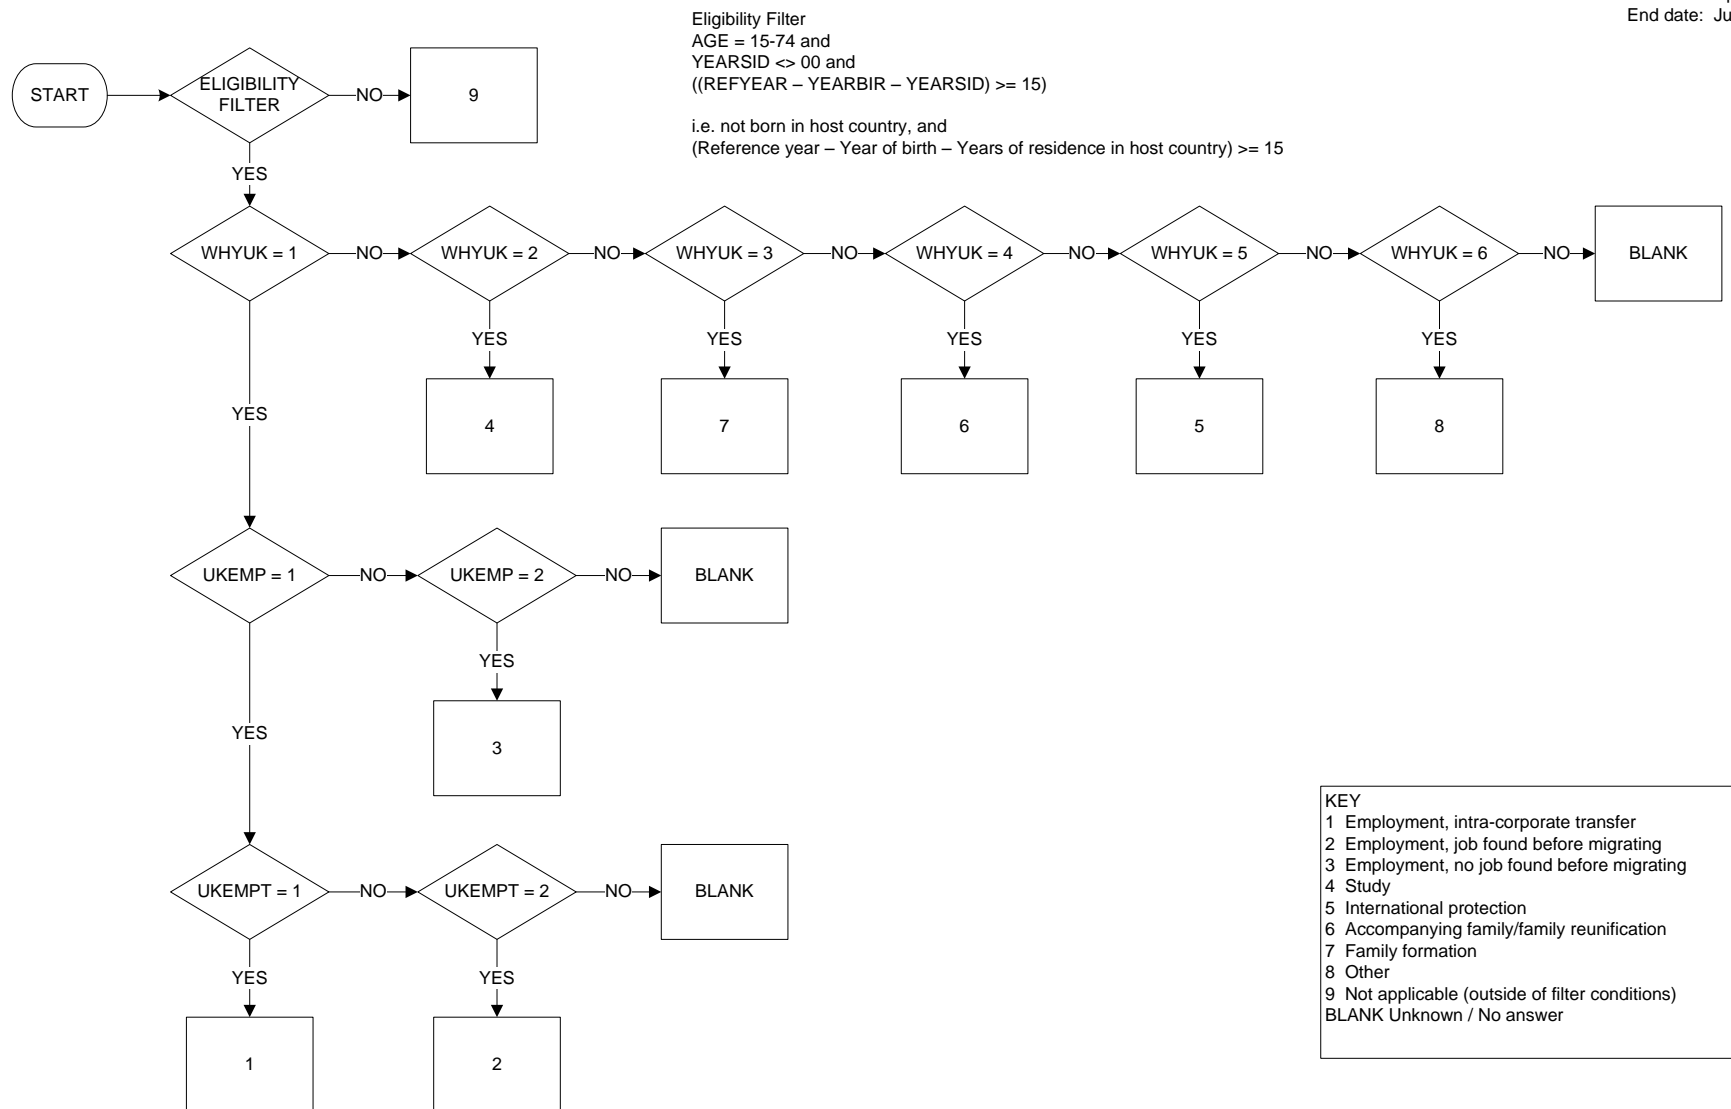 End date: Ju
Eligibility Filter
AGE = 15-74 and
YEARSID <> 00 and
((REFYEAR – YEARBIR – YEARSID) >= 15)
i.e. not born in host country, and
(Reference year – Year of birth – Years of residence in host country) >= 15
START
ELIGIBILITY
FILTER
NO
9
YES
WHYUK = 1
NO
WHYUK = 2
NO
WHYUK = 3
NO
WHYUK = 4
NO
WHYUK = 5
NO
WHYUK = 6
NO
BLANK
YES
YES
YES
YES
YES
YES
4
7
6
5
8
UKEMP = 1
NO
UKEMP = 2
NO
BLANK
YES
YES
3
UKEMPT = 1
NO
UKEMPT = 2
NO
BLANK
YES
YES
1
2
KEY
1 Employment, intra-corporate transfer
2 Employment, job found before migrating
3 Employment, no job found before migrating
4 Study
5 International protection
6 Accompanying family/family reunification
7 Family formation
8 Other
9 Not applicable (outside of filter conditions)
BLANK Unknown / No answer